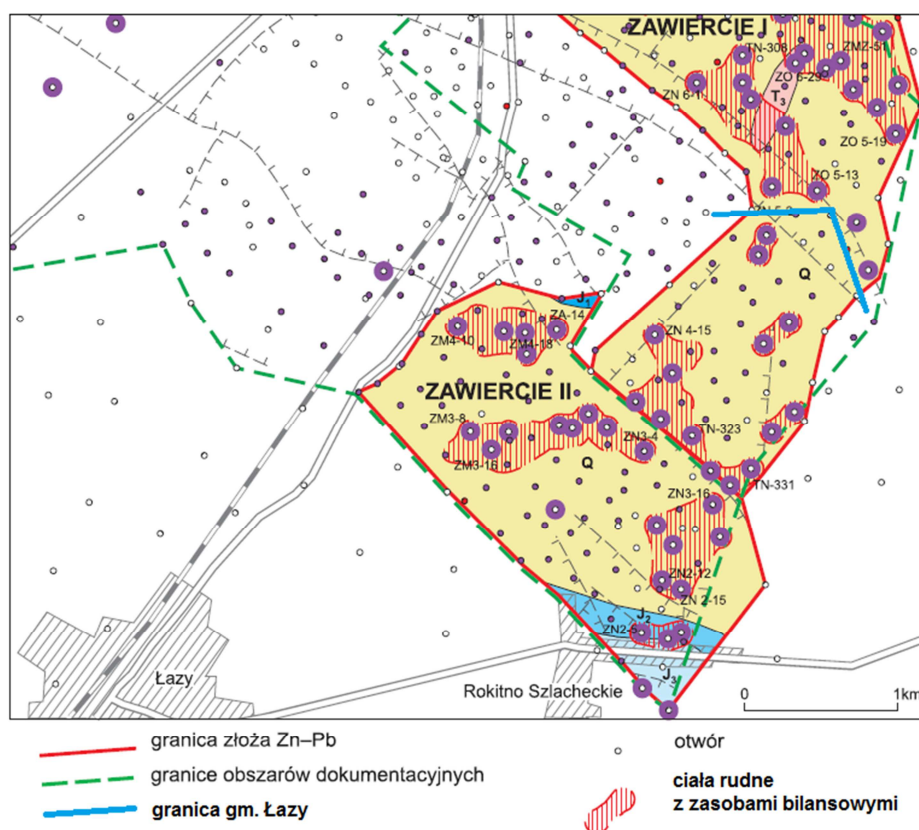 ZAWIERCIE I
TN-308
ZMZ-51
ZO 6-29
ZN 6-1
T3
ZO 5-19
ZO 5-13
Q
J1
ZA-14
ZM4-10
ZM4-18
ZN 4-15
ZAWIERCIE II
ZM3-8
ZN3-4
TN-323
ZM3-16
Q
TN-331
ZN3-16
ZN2-12
ZN 2-15
J2
J3
Łazy
Rokitno Szlacheckie
0 1km
granica złoża Zn–Pb
otwór
granice obszarów dokumentacyjnych
ciała rudne
z zasobami bilansowymi
granica gm. Łazy